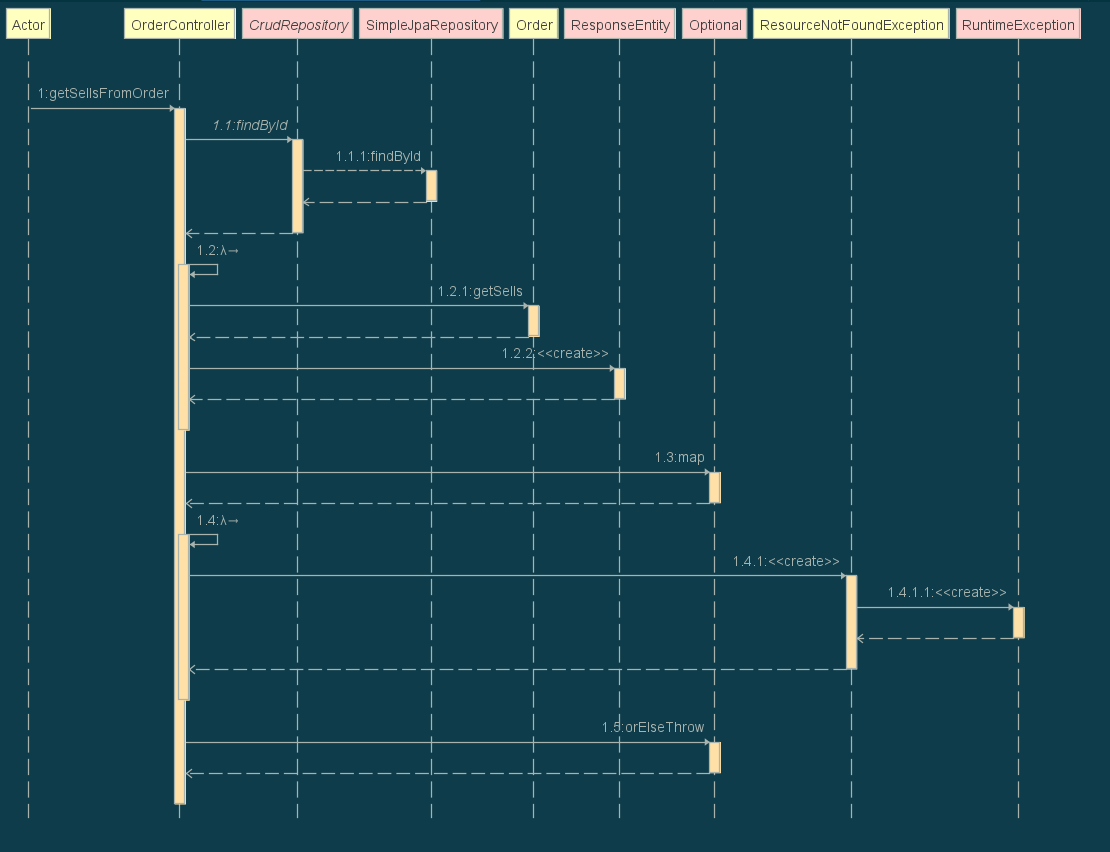 Actor OrderController CrudRepository SimpleJpaRepository Order ResponseEntity Optional ResourceNotFoundException RuntimeException
1:getSellsFromOrder
1.1:findById
1.1.1:findById
1.2:λ→
1.2.1:getSells
1.2.2:<<create>>
1.3:map
1.4:λ→
1.4.1:<<create>>
1.4.1.1:<<create>>
1.5:orElseThrow